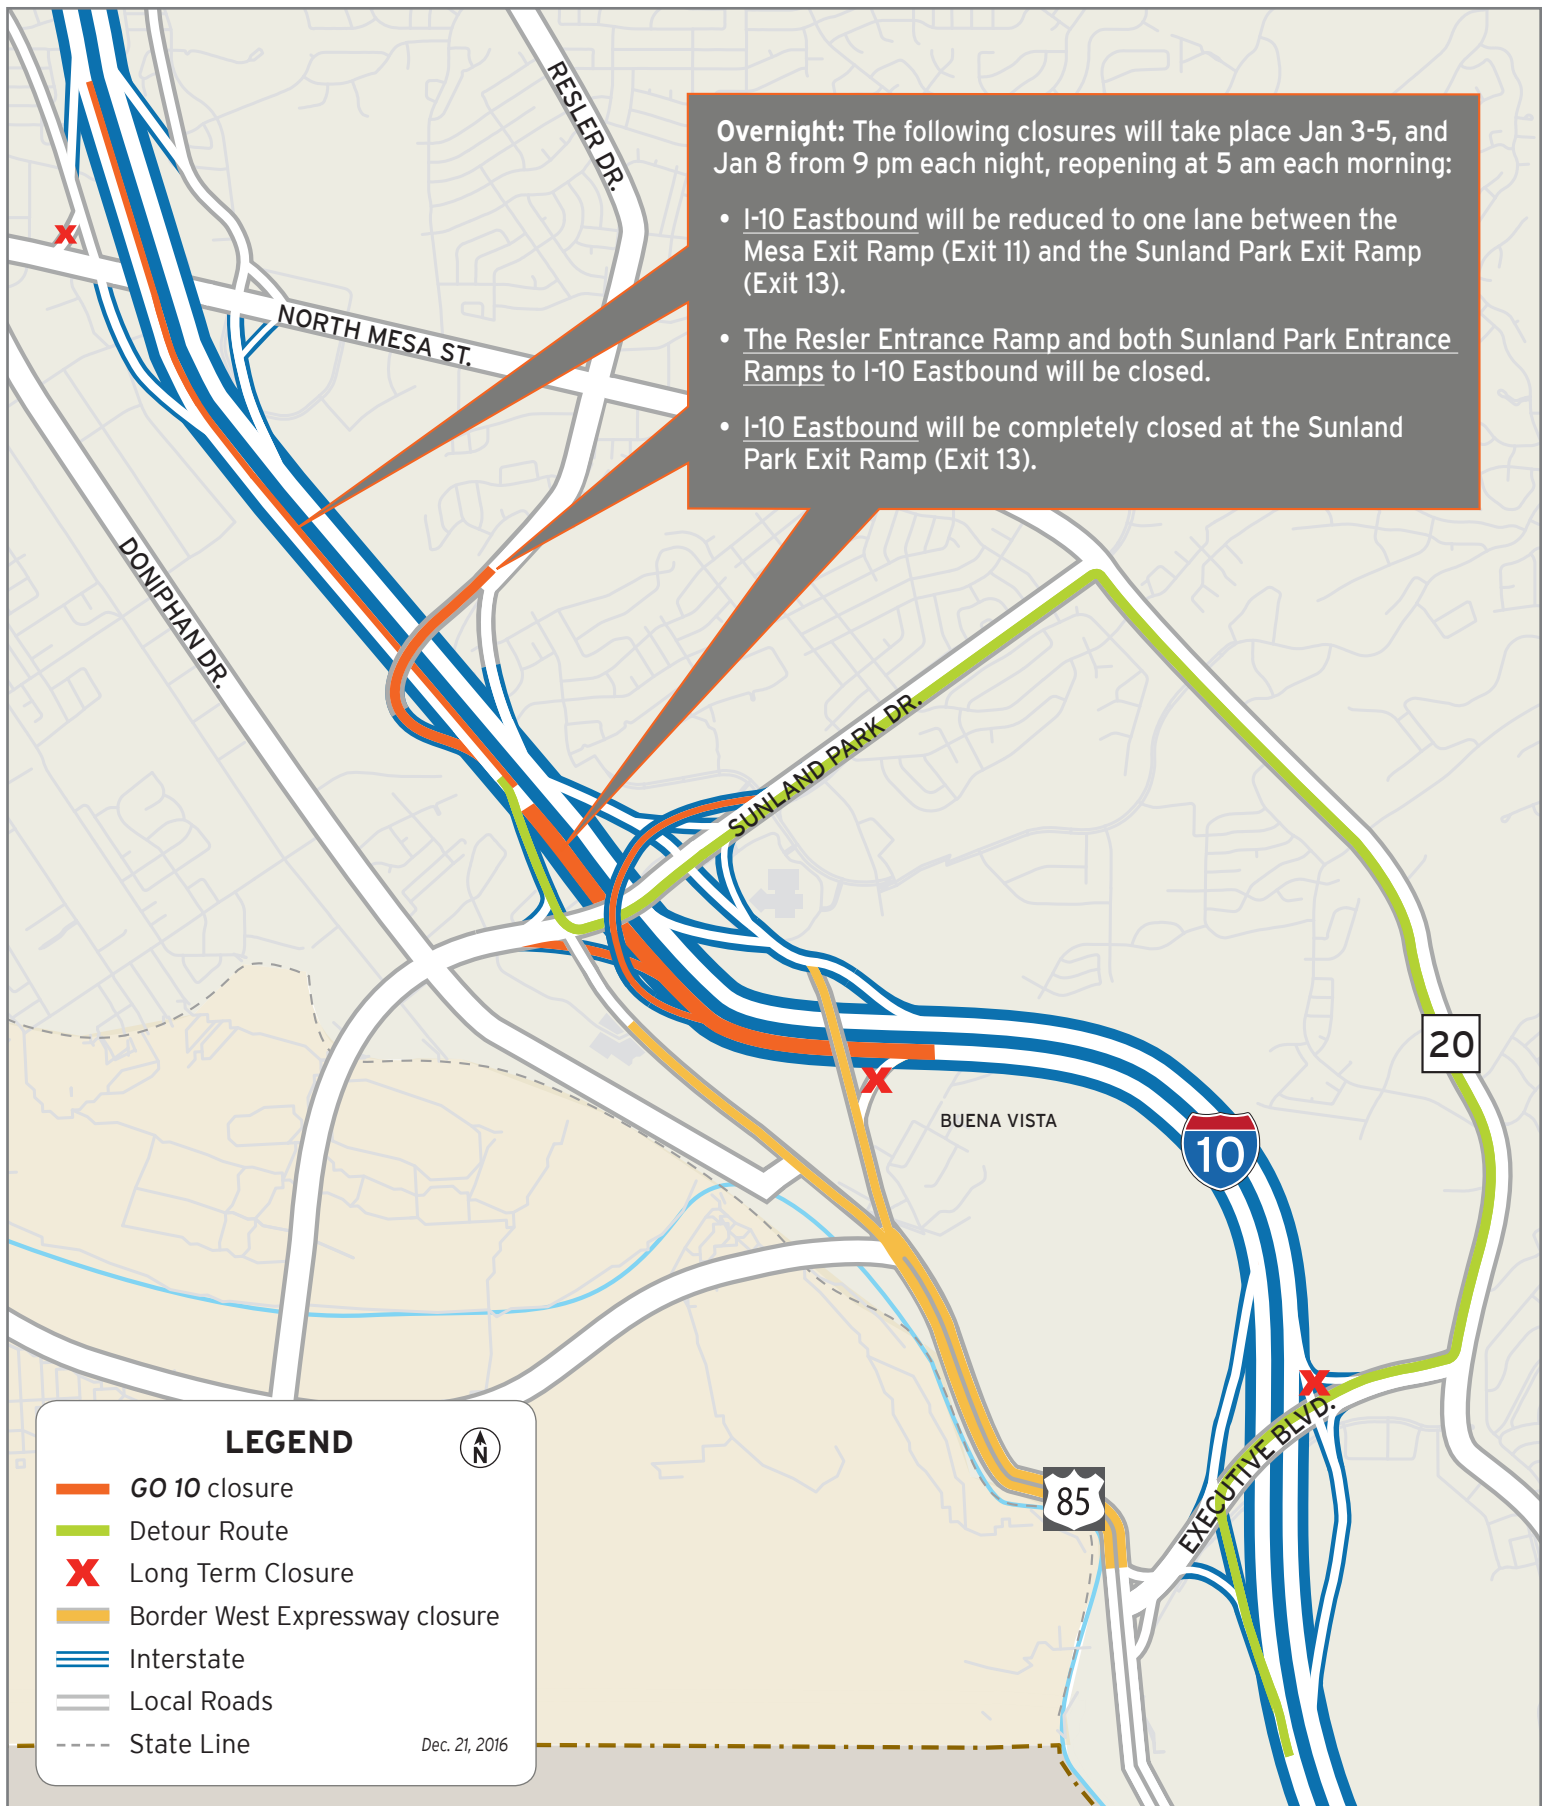 RESLER DR.
Overnight: The following closures will take place Jan 3-5, and
Jan 8 from 9 pm each night, reopening at 5 am each morning:
• I-10 Eastbound will be reduced to one lane between the
Mesa Exit Ramp (Exit 11) and the Sunland Park Exit Ramp
(Exit 13).
• The Resler Entrance Ramp and both Sunland Park Entrance
Ramps to I-10 Eastbound will be closed.
• I-10 Eastbound will be completely closed at the Sunland
Park Exit Ramp (Exit 13).
X
NORTH MESA ST.
DONIPHAN DR.
SUNLAND PARK DR.
20
X
BUENA VISTA
10
X
EXECUTIVE BLVD.
85
LEGEND
N
GO 10 closure
Detour Route
X Long Term Closure
Border West Expressway closure
Interstate
Local Roads
State Line
Dec. 21, 2016